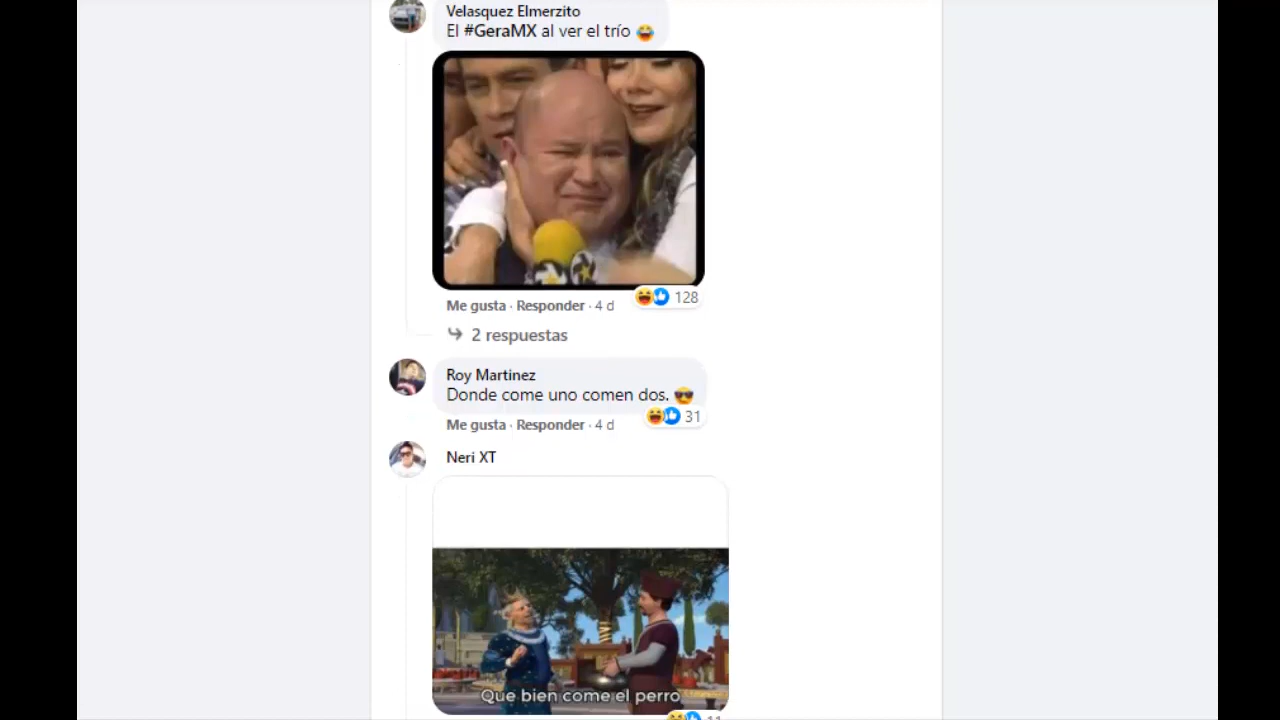 Velasquez Elmerzito
El #GeraMX al ver el trío 😂
128
Me gusta · Responder · 4 d
2 respuestas
Roy Martinez
Donde come uno comen dos. 😎
31
Me gusta · Responder · 4 d
Neri XT
Que bien come el perro